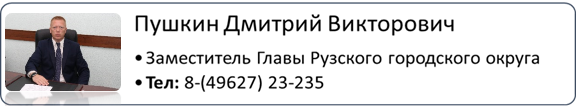 Пушкин Дмитрий Викторович
•Заместитель Главы Рузского городского округа
•Тел: 8-(49627) 23-235